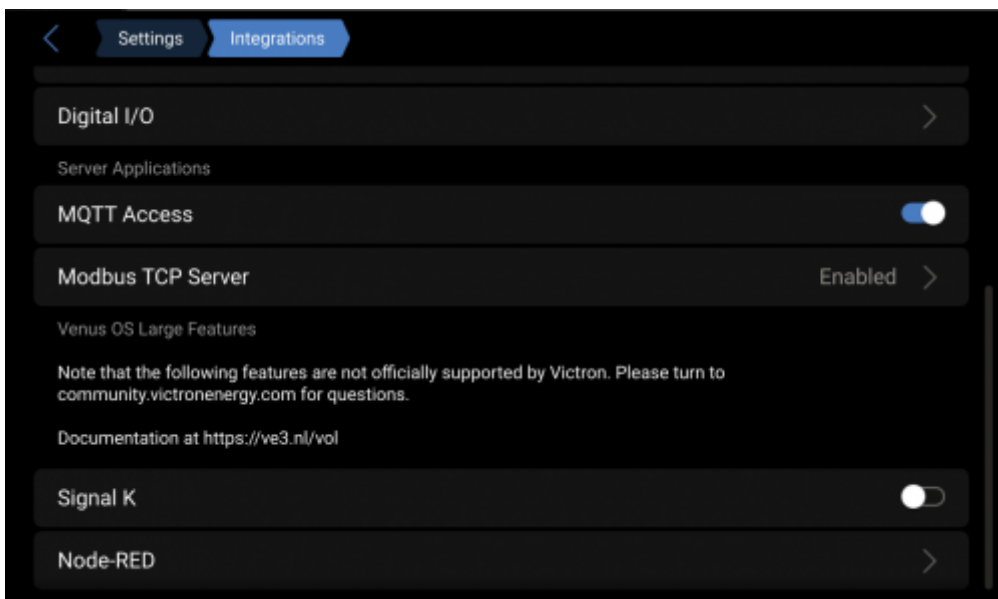 Settings
Integrations
Digital I/O
Server Applications
MQTT Access
Modbus TCP Server Enabled
Venus OS Large Features
Note that the following features are not officially supported by Victron. Please turn to
community.victronenergy.com for questions.
Documentation at https://ve3.nl/vol
Signal K
Node-RED